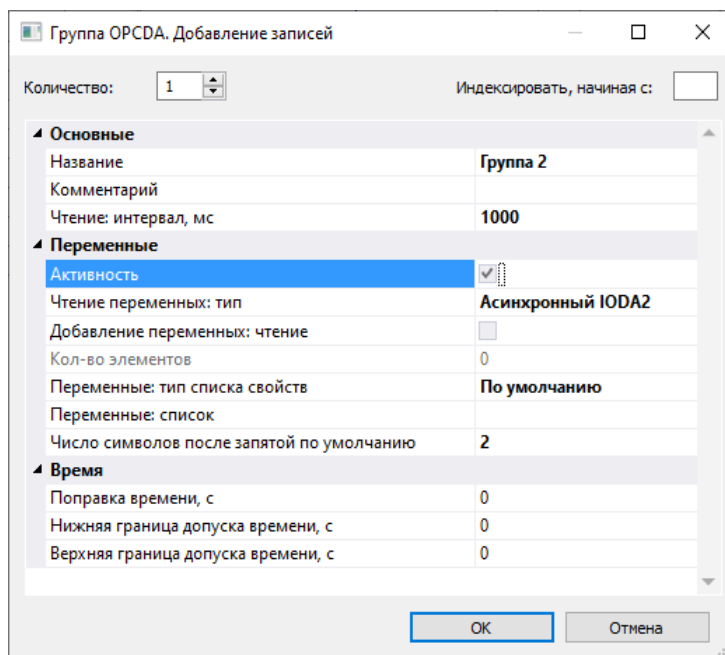 Группа OPCDA. Добавление записей
Количество: 1 Индексировать, начиная с:
Основные
Название Группа 2
Комментарий
Чтение: интервал, мс 1000
Переменные
Активность
Чтение переменных: тип Асинхронный IODA2
Добавление переменных: чтение
Кол-во элементов 0
Переменные: тип списка свойств По умолчанию
Переменные: список
Число символов после запятой по умолчанию 2
Время
Поправка времени, с 0
Нижняя граница допуска времени, с 0
Верхняя граница допуска времени, с 0
OK Отмена